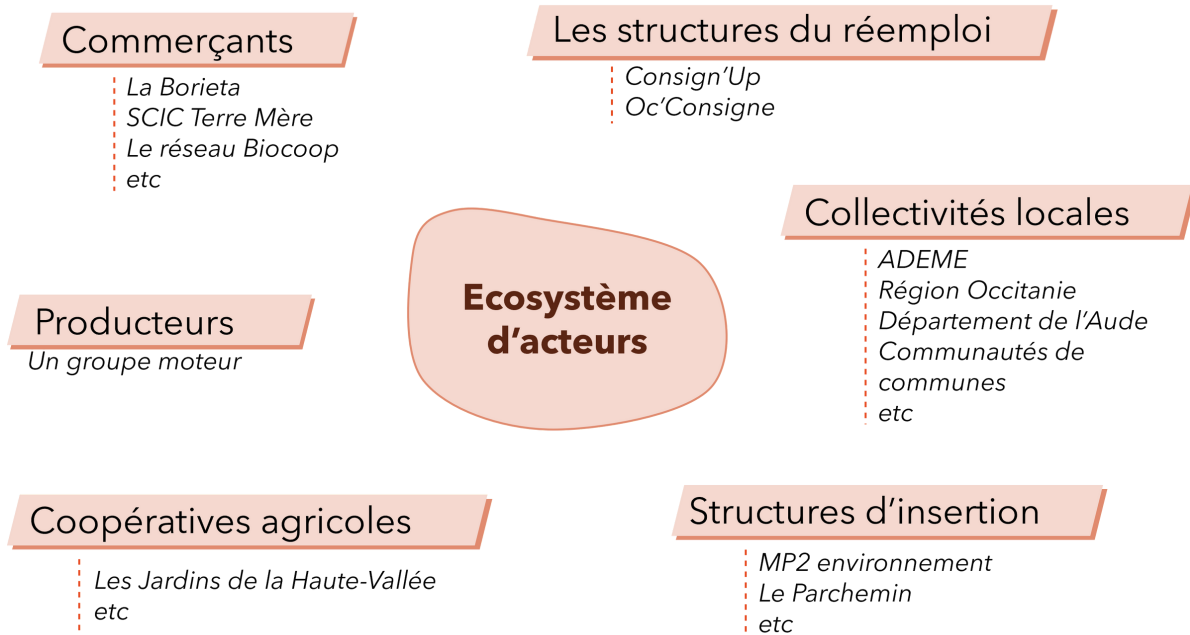 Commerçants
La Borieta
SCIC Terre Mère
Le réseau Biocoop
etc
Les structures du réemploi
Consign’Up
Oc’Consigne
Collectivités locales
ADEME
Région Occitanie
Département de l’Aude
Communautés de
communes
etc
Ecosystème
d’acteurs
Producteurs
Un groupe moteur
Coopératives agricoles
Les Jardins de la Haute-Vallée
etc
Structures d’insertion
MP2 environnement
Le Parchemin
etc